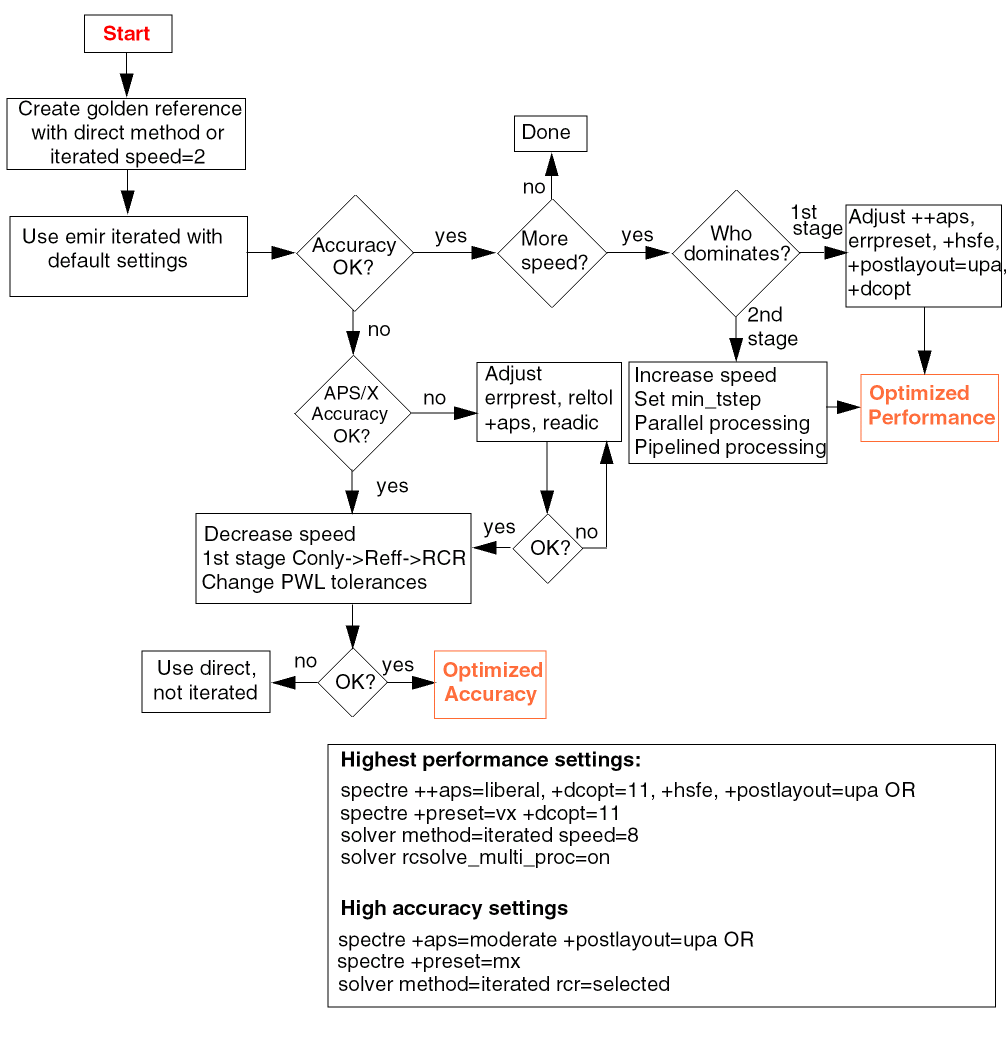 Start
Create golden reference
with direct method or
iterated speed=2
Use emir iterated with
default settings
Accuracy
OK?
yes
no
More
speed?
no
Done
yes
Who
dominates?
1st
stage
Adjust ++aps,
errpreset, +hsfe,
+postlayout=upa,
+dcopt
2nd
stage
Increase speed
Set min_tstep
Parallel processing
Pipelined processing
Optimized
Performance
APS/X
Accuracy
OK?
no
Adjust
errprest, reltol
+aps, readic
yes
OK?
yes
no
Decrease speed
1st stage Conly->Reff->RCR
Change PWL tolerances
OK?
no
yes
Use direct,
not iterated
Optimized
Accuracy
Highest performance settings:
spectre ++aps=liberal, +dcopt=11, +hsfe, +postlayout=upa OR
spectre +preset=vx +dcopt=11
solver method=iterated speed=8
solver rcsolve_multi_proc=on
High accuracy settings
spectre +aps=moderate +postlayout=upa OR
spectre +preset=mx
solver method=iterated rcr=selected